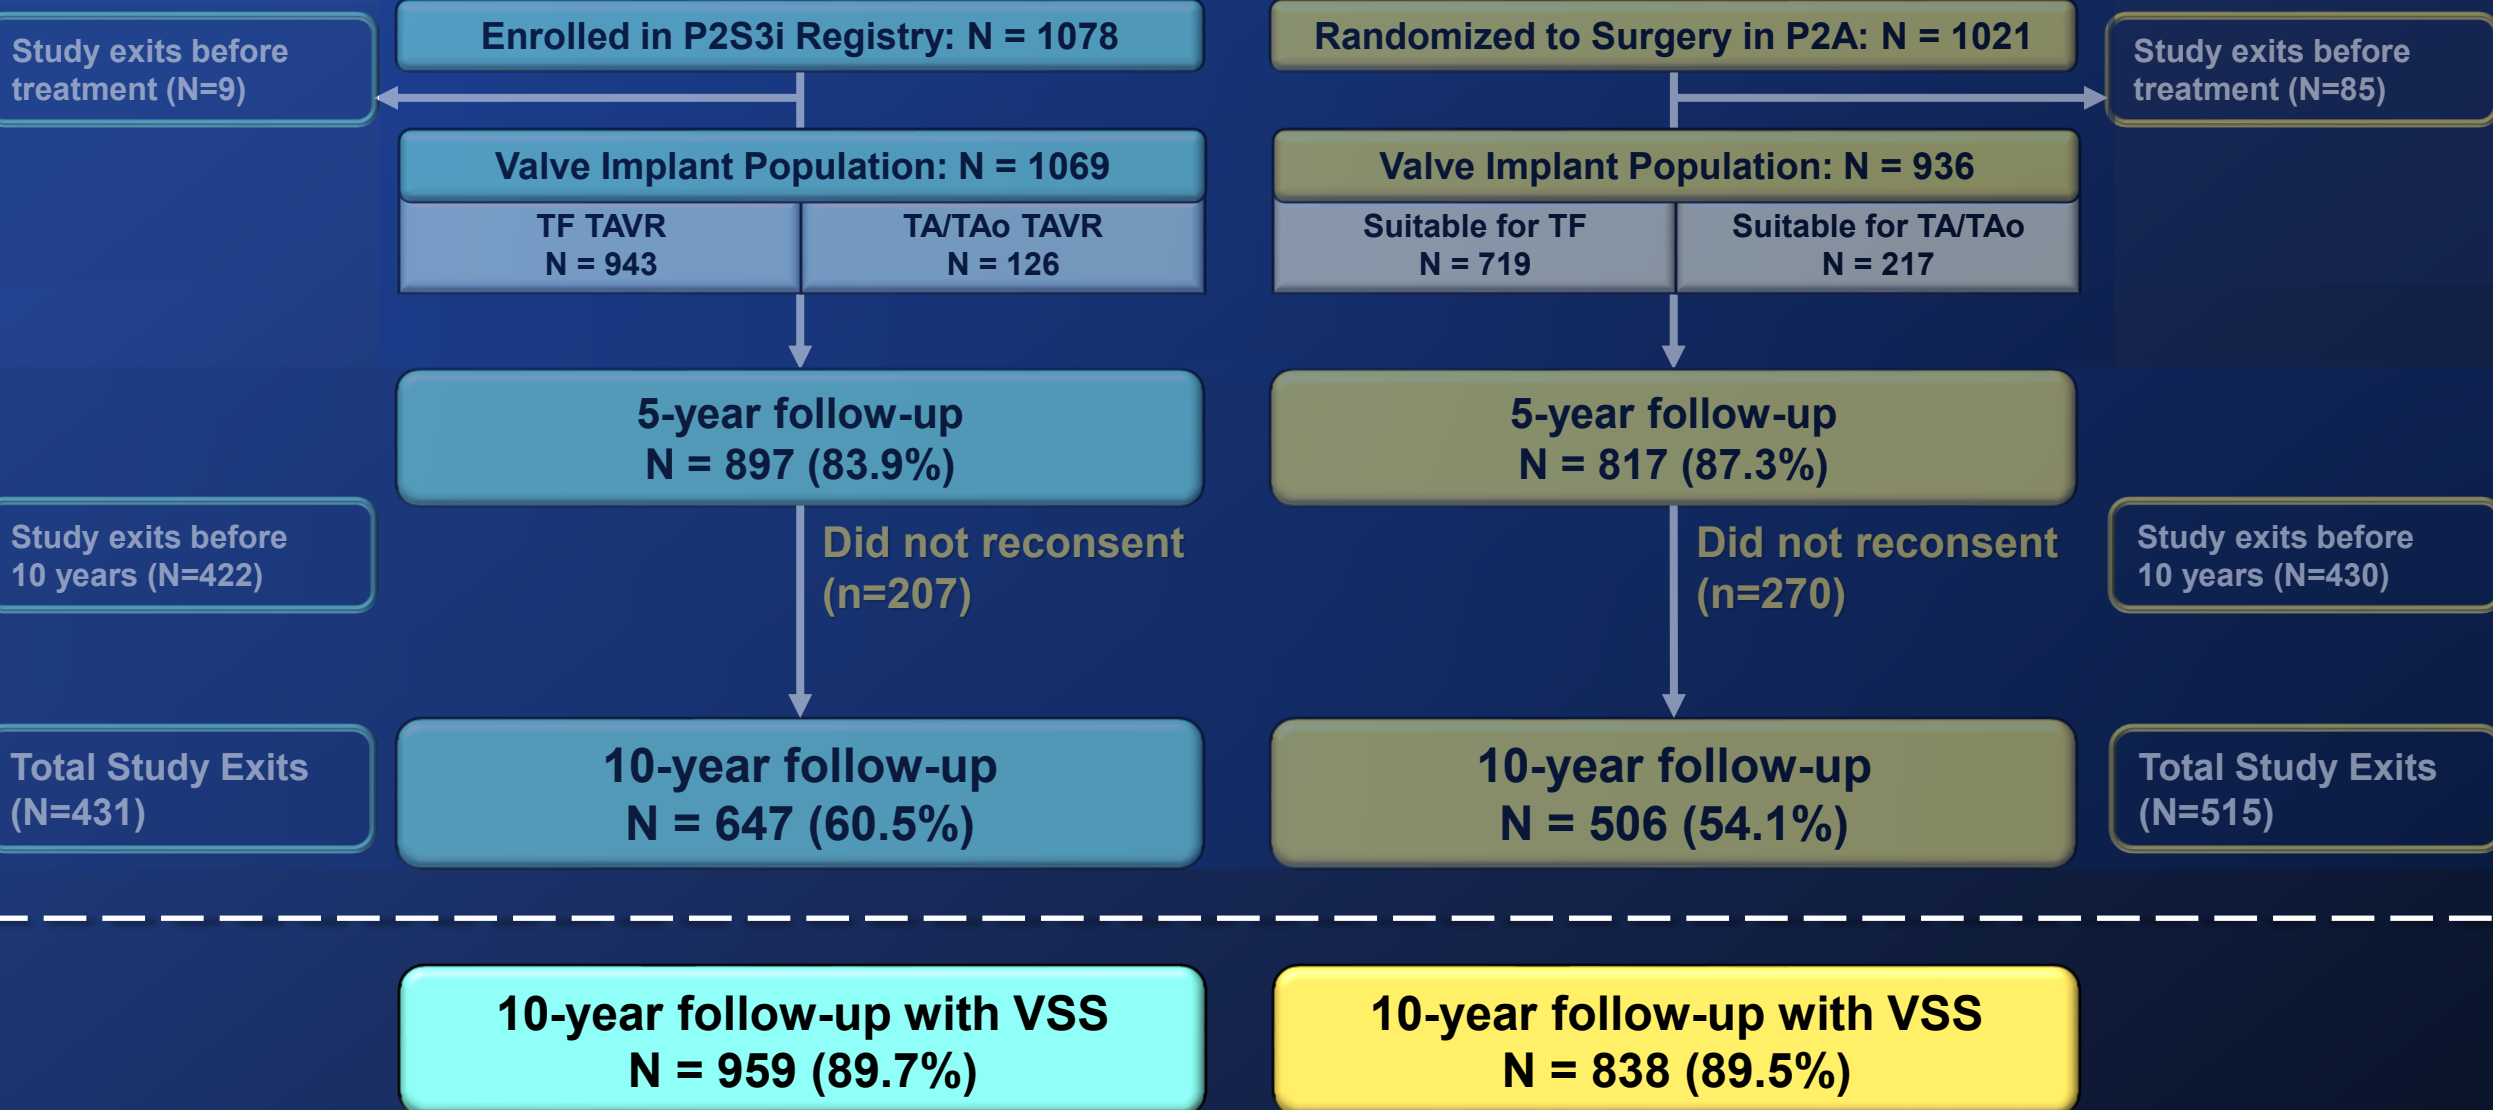 Enrolled in P2S3i Registry: N = 1078
Randomized to Surgery in P2A: N = 1021
Study exits before
treatment (N=9)
Study exits before
treatment (N=85)
Valve Implant Population: N = 1069
Valve Implant Population: N = 936
TF TAVR
N = 943
TA/TAo TAVR
N = 126
Suitable for TF
N = 719
Suitable for TA/TAo
N = 217
5-year follow-up
N = 897 (83.9%)
5-year follow-up
N = 817 (87.3%)
Study exits before
10 years (N=422)
Did not reconsent
(n=207)
Did not reconsent
(n=270)
Study exits before
10 years (N=430)
Total Study Exits
(N=431)
10-year follow-up
N = 647 (60.5%)
10-year follow-up
N = 506 (54.1%)
Total Study Exits
(N=515)
10-year follow-up with VSS
N = 959 (89.7%)
10-year follow-up with VSS
N = 838 (89.5%)